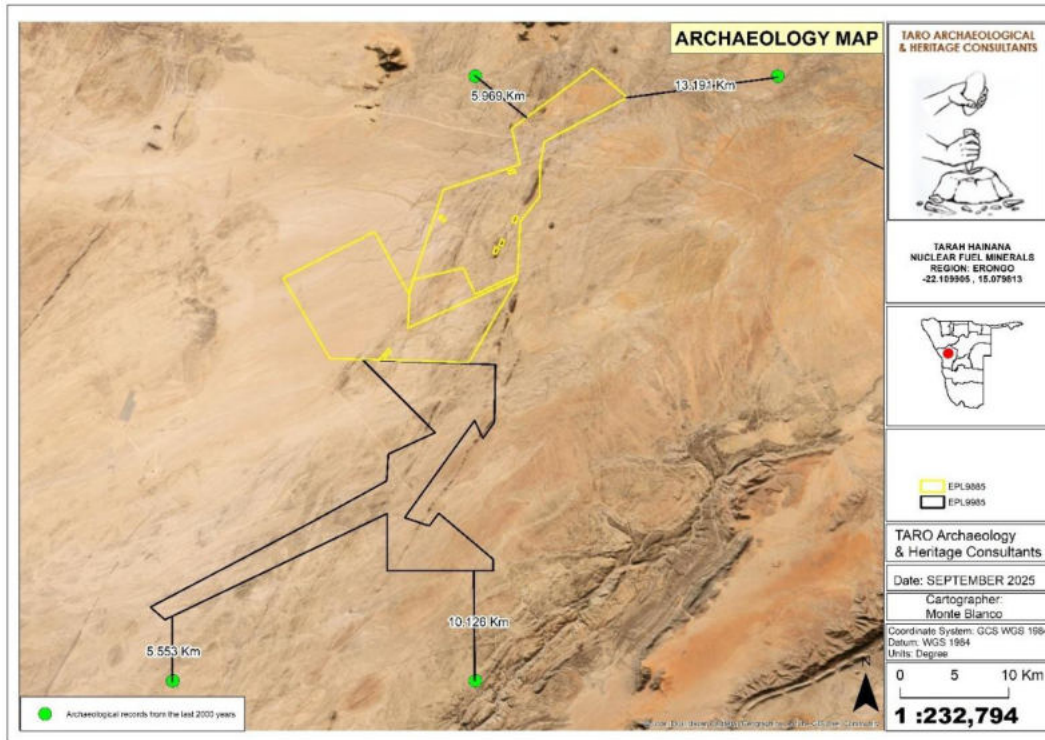 ARCHAEOLOGY MAP
5.969 Km
13.191 Km
5.553 Km
10.126 Km
Archaeological records from the last 2000 years
TARO ARCHAEOLOGICAL
& HERITAGE CONSULTANTS
TARAH HAINANA
NUCLEAR FUEL MINERALS
REGION: ERONGO
-22.109905 , 15.079813
EPL9885
EPL9985
TARO Archaeology
& Heritage Consultants
Date: SEPTEMBER 2025
Cartographer:
Monte Blanco
Coordinate System: GCS WGS 1984
Datum: WGS 1984
Units: Degree
N
0 5 10 Km
1 :232,794